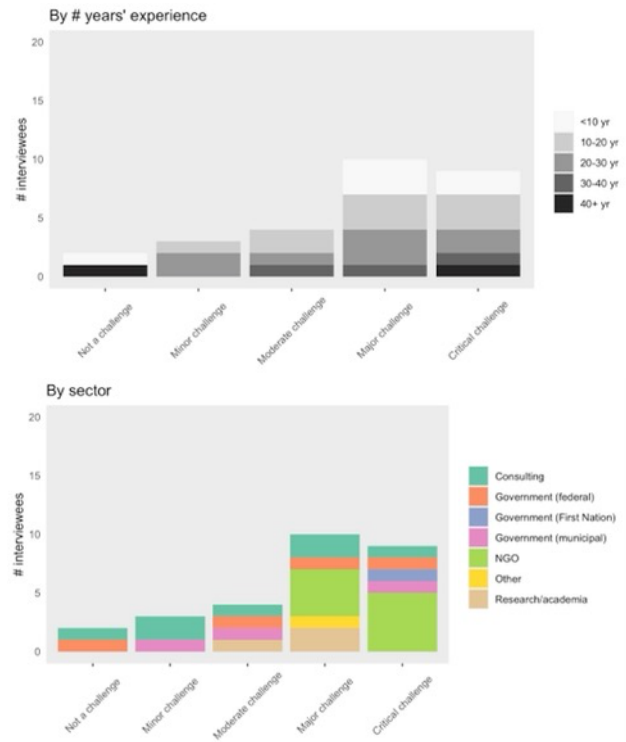 By # years' experience
20
15
10
5
0
# interviewees
Not a challenge
Minor challenge
Moderate challenge
Major challenge
Critical challenge
<10 yr
10-20 yr
20-30 yr
30-40 yr
40+ yr
By sector
20
15
10
5
0
# interviewees
Not a challenge
Minor challenge
Moderate challenge
Major challenge
Critical challenge
Consulting
Government (federal)
Government (First Nation)
Government (municipal)
NGO
Other
Research/academia